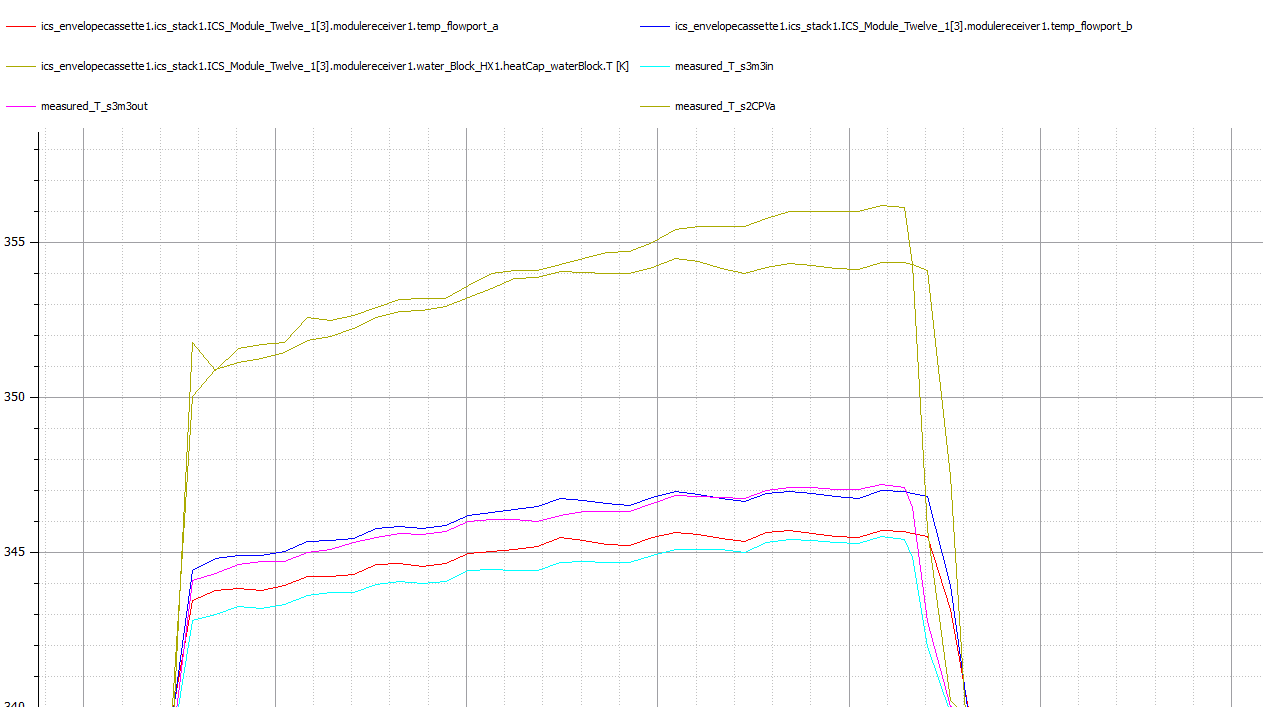 ics_envelopecassette1.ics_stack1.ICS_Module_Twelve_1[3].modulereceiver1.temp_flowport_a
ics_envelopecassette1.ics_stack1.ICS_Module_Twelve_1[3].modulereceiver1.temp_flowport_b
ics_envelopecassette1.ics_stack1.ICS_Module_Twelve_1[3].modulereceiver1.water_Block_HX1.heatCap_waterBlock.T [K]
measured_T_s3m3in
measured_T_s3m3out
measured_T_s2CPVa
355
350
345
340